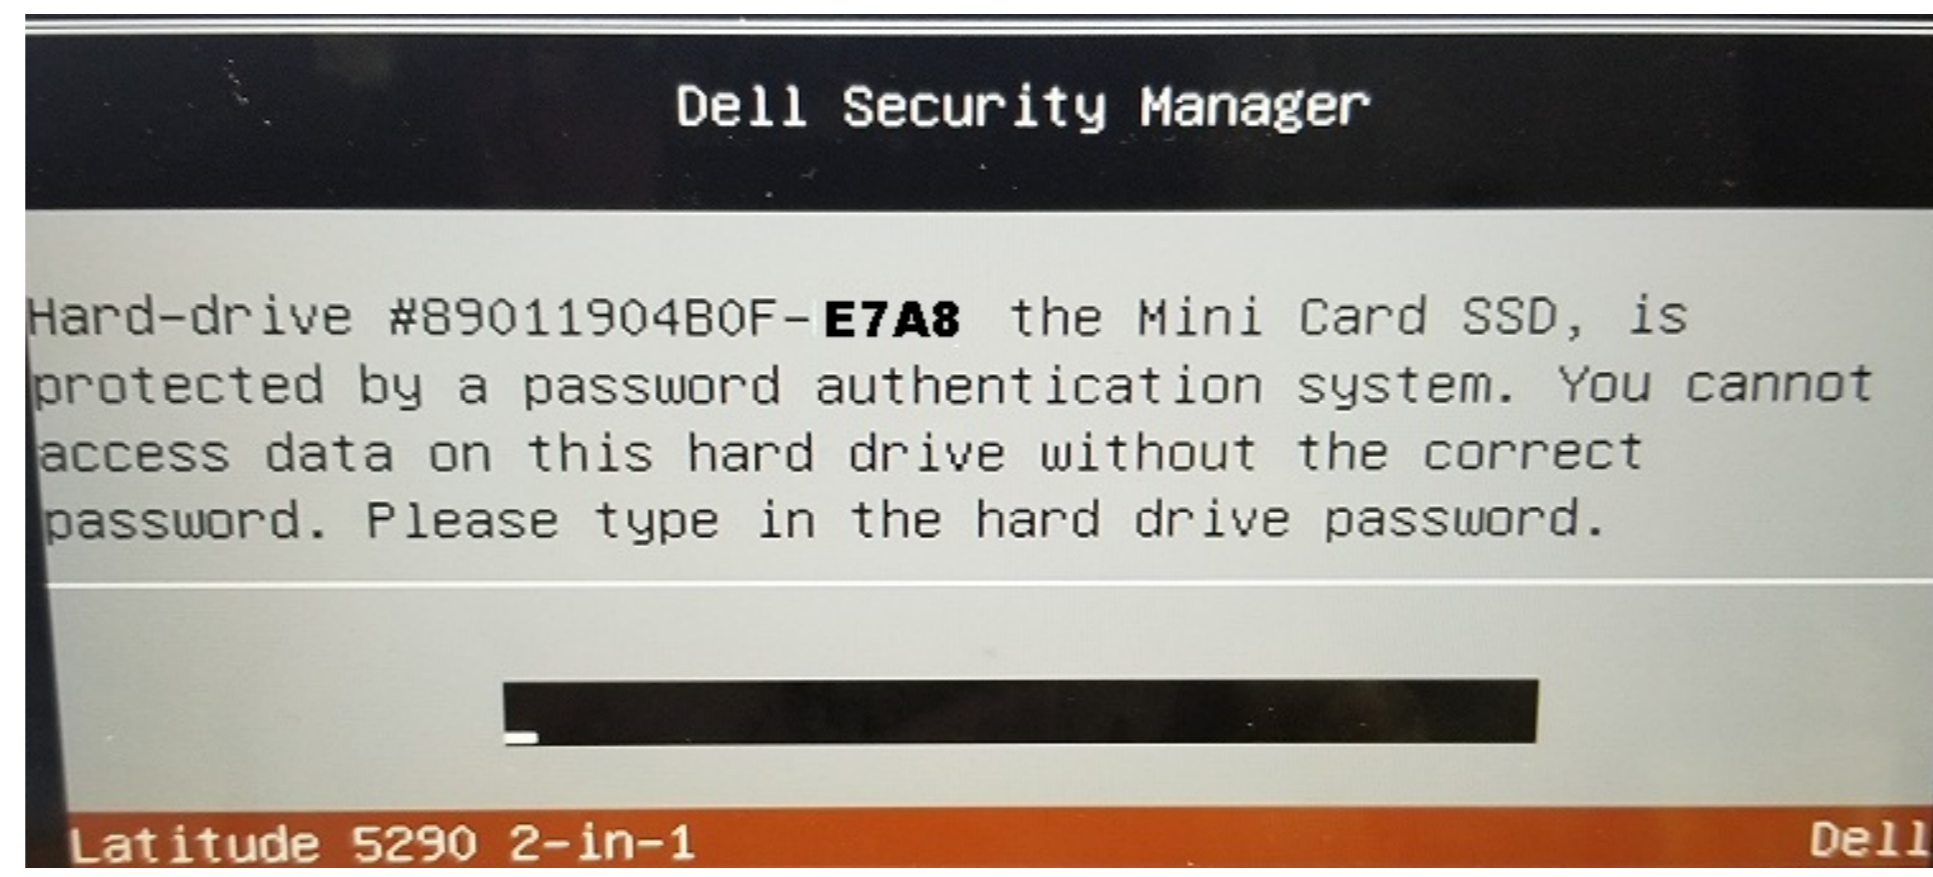 Dell Security Manager
Hard-drive #89011904B0F-E7A8 the Mini Card SSD, is
protected by a password authentication system. You cannot
access data on this hard drive without the correct
password. Please type in the hard drive password.
Latitude 5290 2-in-1 Dell